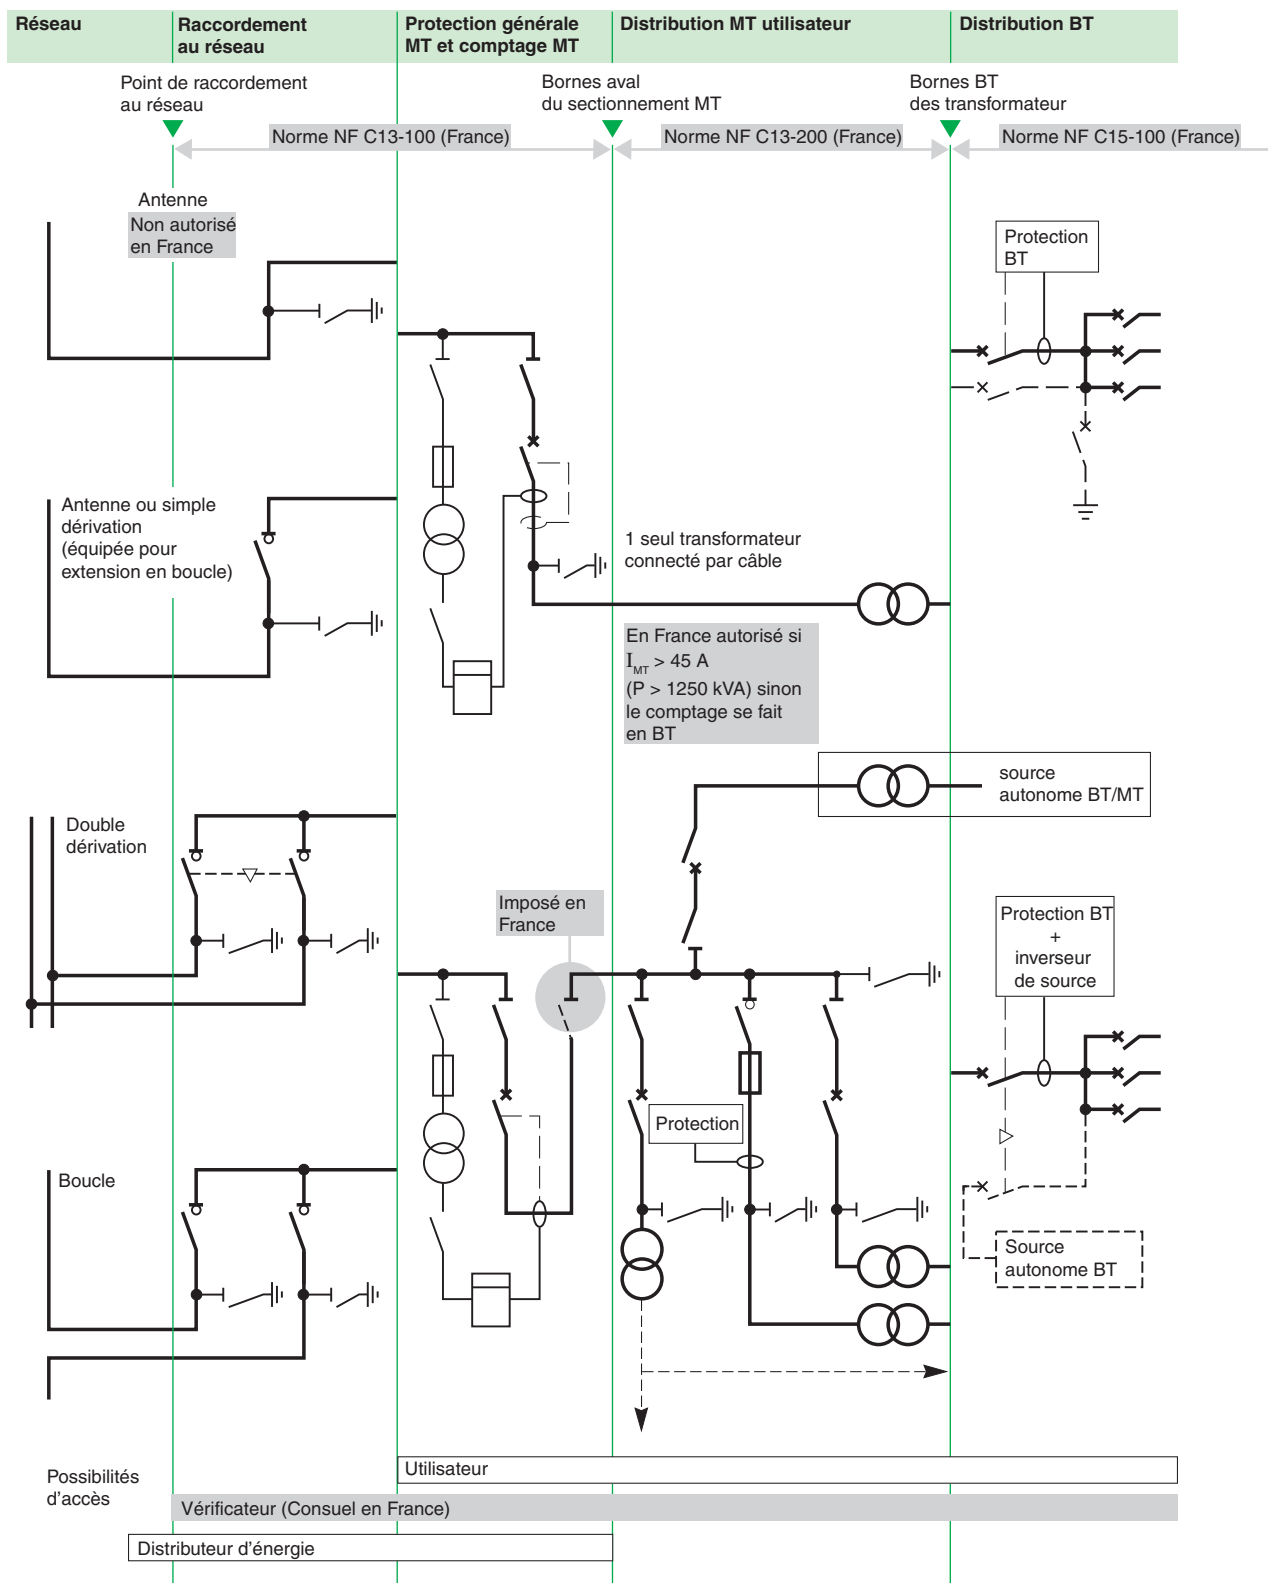 Réseau
Raccordement
au réseau
Protection générale
MT et comptage MT
Distribution MT utilisateur
Distribution BT
Point de raccordement
au réseau
Bornes aval
du sectionnement MT
Bornes BT
des transformateur
Norme NF C13-100 (France)
Norme NF C13-200 (France)
Norme NF C15-100 (France)
Antenne
Non autorisé
en France
Protection
BT
Antenne ou simple
dérivation
(équipée pour
extension en boucle)
1 seul transformateur
connecté par câble
En France autorisé si
IMT > 45 A
(P > 1250 kVA) sinon
le comptage se fait
en BT
source
autonome BT/MT
Double
dérivation
Imposé en
France
Protection BT
+
inverseur
de source
Protection
Boucle
Source
autonome BT
Possibilités
d'accès
Utilisateur
Vérificateur (Consuel en France)
Distributeur d'énergie